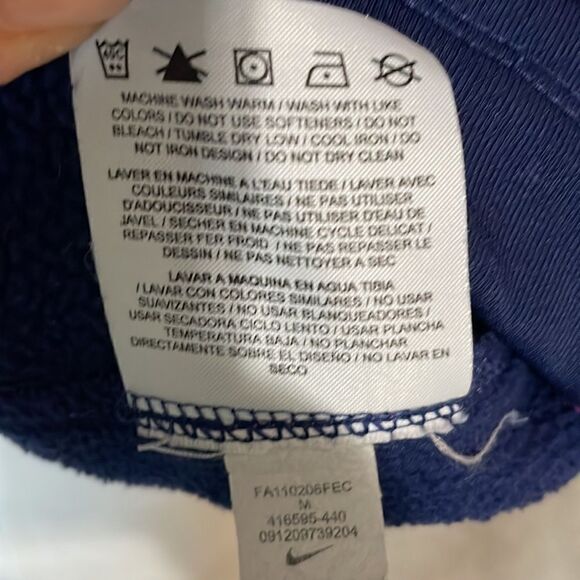 40C
MACHINE WASH WARM / WASH WITH LIKE
COLORS / DO NOT USE SOFTENERS / DO NOT
BLEACH / TUMBLE DRY LOW / COOL IRON / DO
NOT IRON DESIGN / DO NOT DRY CLEAN
LAVER EN MACHINE A L'EAU TIEDE / LAVER AVEC
COULEURS SIMILAIRES / NE PAS UTILISER
D'ADOUCISSEUR / NE PAS UTILISER D'EAU DE
JAVEL / SECHER EN MACHINE CYCLE DELICAT /
REPASSER FER FROID / NE PAS REPASSER LE
DESSIN / NE PAS NETTOYER A SEC
LAVAR A MAQUINA EN AGUA TIBIA
/ LAVAR CON COLORES SIMILARES / NO USAR
SUAVIZANTES / NO USAR BLANQUEADORES /
USAR SECADORA CICLO LENTO / USAR PLANCHA
TEMPERATURA BAJA / NO PLANCHAR
DIRECTAMENTE SOBRE EL DISEÑO / NO LAVAR EN
SECO
FA110206FEC
M
416595-440
091209739204